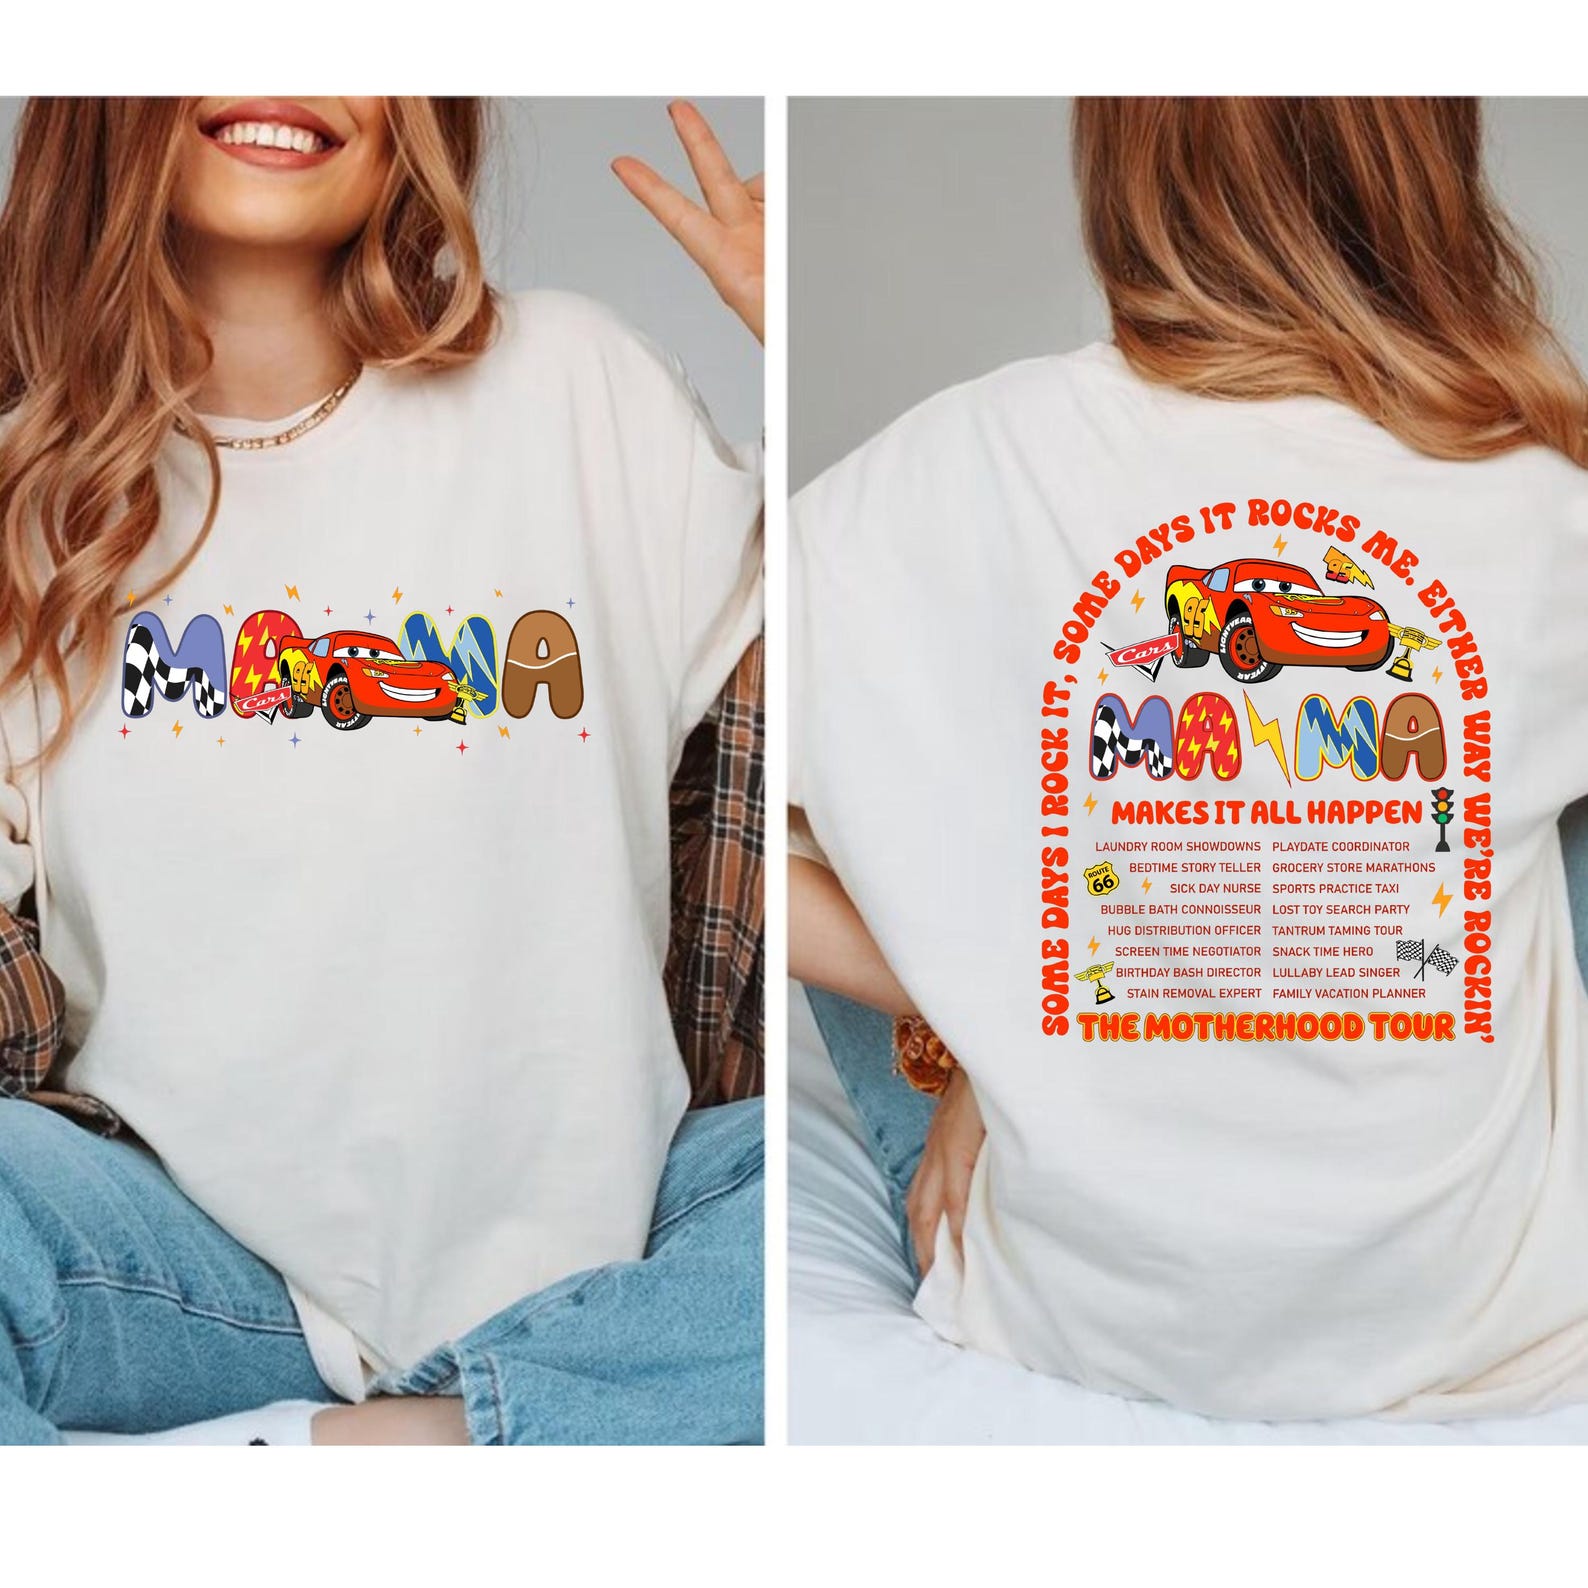 MAMA
95
Cars
LIGHTYEAR
SOME DAYS I ROCK IT, SOME DAYS IT ROCKS ME. EITHER WAY WE'RE ROCKIN'
95
95
LIGHTYEAR
Cars
MAMA
MAKES IT ALL HAPPEN
LAUNDRY ROOM SHOWDOWNS PLAYDATE COORDINATOR
BEDTIME STORY TELLER GROCERY STORE MARATHONS
ROUTE
66
SICK DAY NURSE SPORTS PRACTICE TAXI
BUBBLE BATH CONNOISSEUR LOST TOY SEARCH PARTY
HUG DISTRIBUTION OFFICER TANTRUM TAMING TOUR
SCREEN TIME NEGOTIATOR SNACK TIME HERO
BIRTHDAY BASH DIRECTOR LULLABY LEAD SINGER
STAIN REMOVAL EXPERT FAMILY VACATION PLANNER
THE MOTHERHOOD TOUR